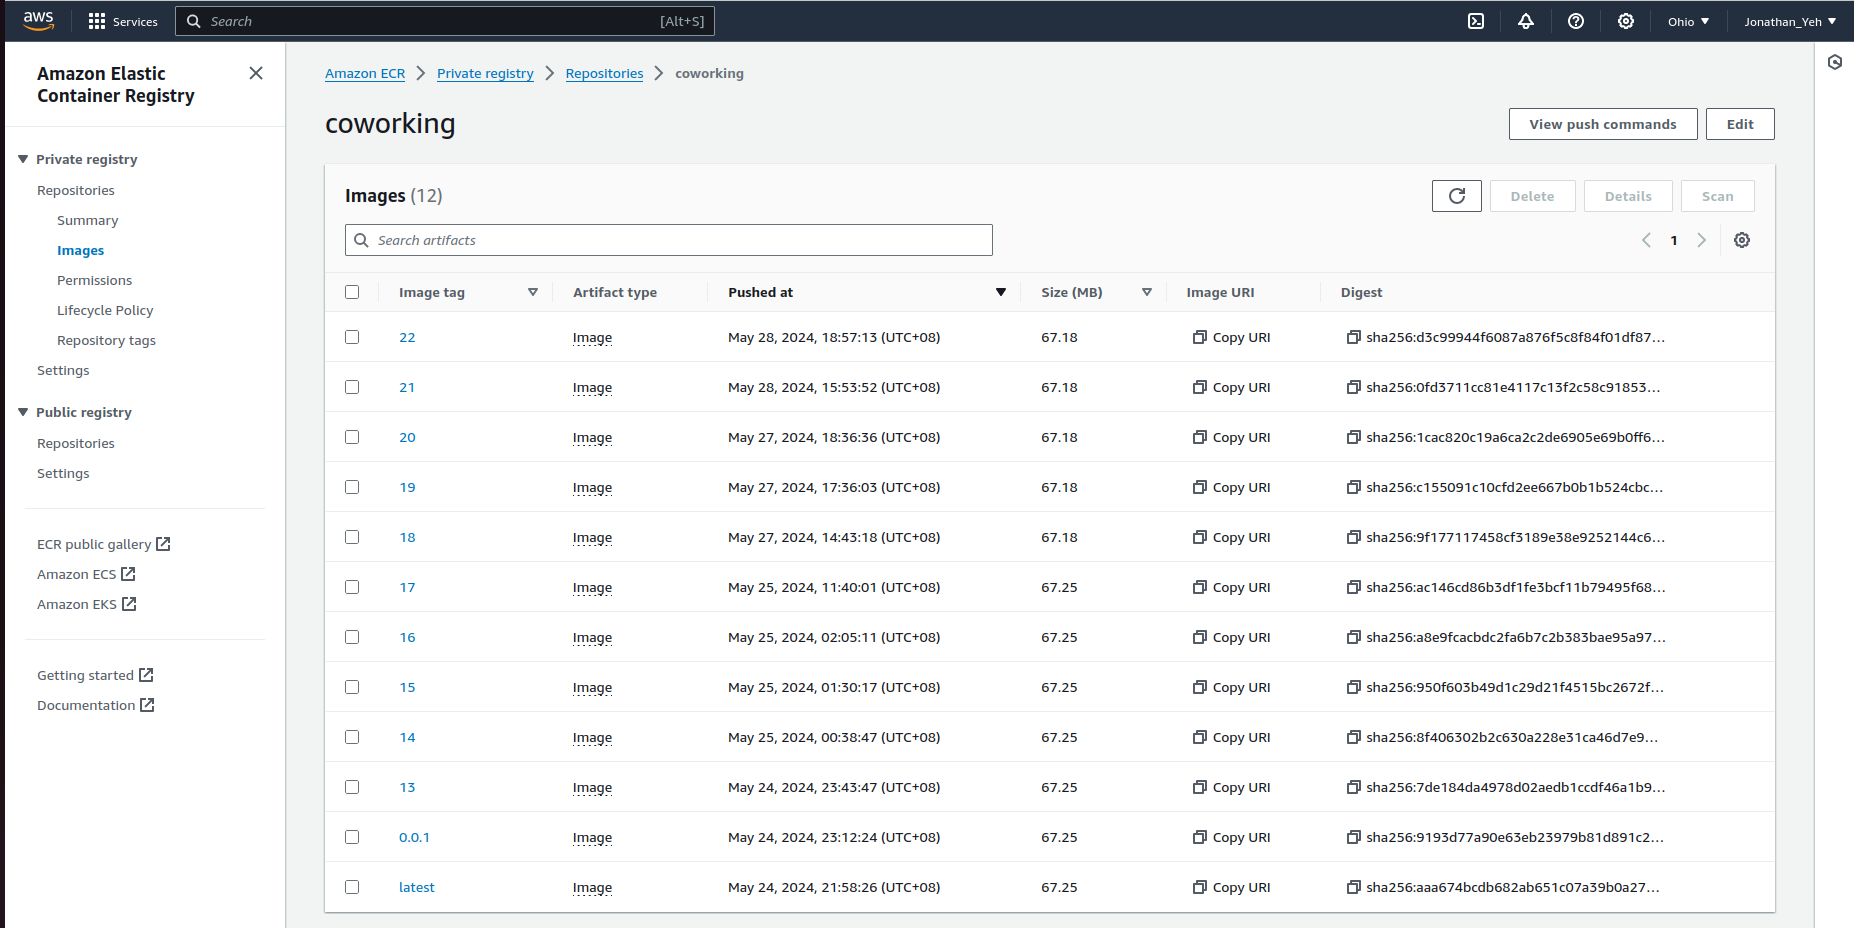 aws
Services
Search [Alt+S]
Ohio
Jonathan_Yeh
Amazon Elastic
Container Registry
Private registry
Repositories
Summary
Images
Permissions
Lifecycle Policy
Repository tags
Settings
Public registry
Repositories
Settings
ECR public gallery
Amazon ECS
Amazon EKS
Getting started
Documentation
Amazon ECR > Private registry > Repositories > coworking
coworking
View push commands
Edit
Images (12)
Delete
Details
Scan
Search artifacts
1
Image tag Artifact type Pushed at Size (MB) Image URI Digest
22 Image May 28, 2024, 18:57:13 (UTC+08) 67.18 Copy URI sha256:d3c99944f6087a876f5c8f84f01df87...
21 Image May 28, 2024, 15:53:52 (UTC+08) 67.18 Copy URI sha256:0fd3711cc81e4117c13f2c58c91853...
20 Image May 27, 2024, 18:36:36 (UTC+08) 67.18 Copy URI sha256:1cac820c19a6ca2c2de6905e69b0ff6...
19 Image May 27, 2024, 17:36:03 (UTC+08) 67.18 Copy URI sha256:c155091c10cfd2ee667b0b1b524cbc...
18 Image May 27, 2024, 14:43:18 (UTC+08) 67.18 Copy URI sha256:9f177117458cf3189e38e9252144c6...
17 Image May 25, 2024, 11:40:01 (UTC+08) 67.25 Copy URI sha256:ac146cd86b3df1fe3bcf11b79495f68...
16 Image May 25, 2024, 02:05:11 (UTC+08) 67.25 Copy URI sha256:a8e9fcacbdc2fa6b7c2b383bae95a97...
15 Image May 25, 2024, 01:30:17 (UTC+08) 67.25 Copy URI sha256:950f603b49d1c29d21f4515bc2672f...
14 Image May 25, 2024, 00:38:47 (UTC+08) 67.25 Copy URI sha256:8f406302b2c630a228e31ca46d7e9...
13 Image May 24, 2024, 23:43:47 (UTC+08) 67.25 Copy URI sha256:7de184da4978d02aedb1ccdf46a1b9...
0.0.1 Image May 24, 2024, 23:12:24 (UTC+08) 67.25 Copy URI sha256:9193d77a90e63eb23979b81d891c2...
latest Image May 24, 2024, 21:58:26 (UTC+08) 67.25 Copy URI sha256:aaa674bcdb682ab651c07a39b0a27...